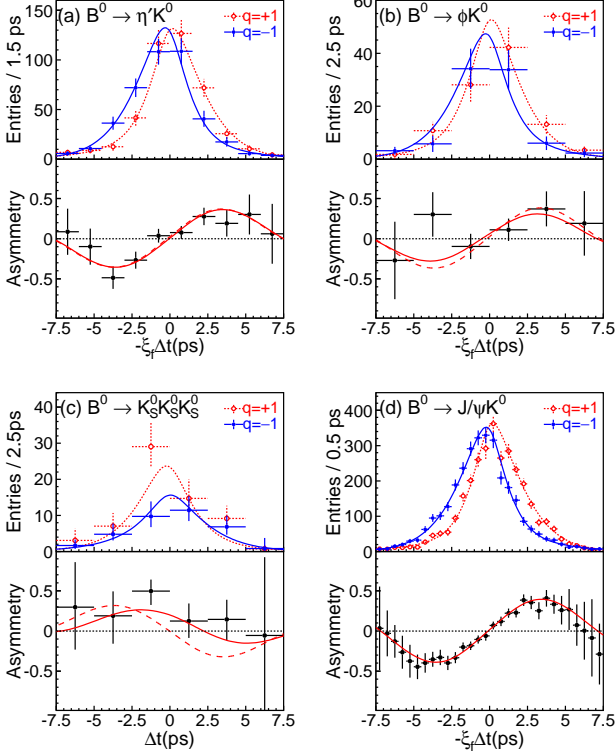 (a) B⁰ → η′K⁰
q=+1
q=−1
Entries / 1.5 ps
150
100
50
0
Asymmetry
0.5
0.0
-0.5
-7.5 -5 -2.5 0 2.5 5 7.5
-ξfΔt(ps)
(b) B⁰ → ϕK⁰
q=+1
q=−1
Entries / 2.5 ps
60
40
20
0
Asymmetry
0.5
0.0
-0.5
-7.5 -5 -2.5 0 2.5 5 7.5
-ξfΔt(ps)
(c) B⁰ → K⁰SK⁰SK⁰S
q=+1
q=−1
Entries / 2.5ps
40
30
20
10
0
Asymmetry
0.5
0.0
-0.5
-7.5 -5 -2.5 0 2.5 5 7.5
Δt(ps)
(d) B⁰ → J/ψK⁰
q=+1
q=−1
Entries / 0.5 ps
400
300
200
100
0
Asymmetry
0.5
0.0
-0.5
-7.5 -5 -2.5 0 2.5 5 7.5
-ξfΔt(ps)